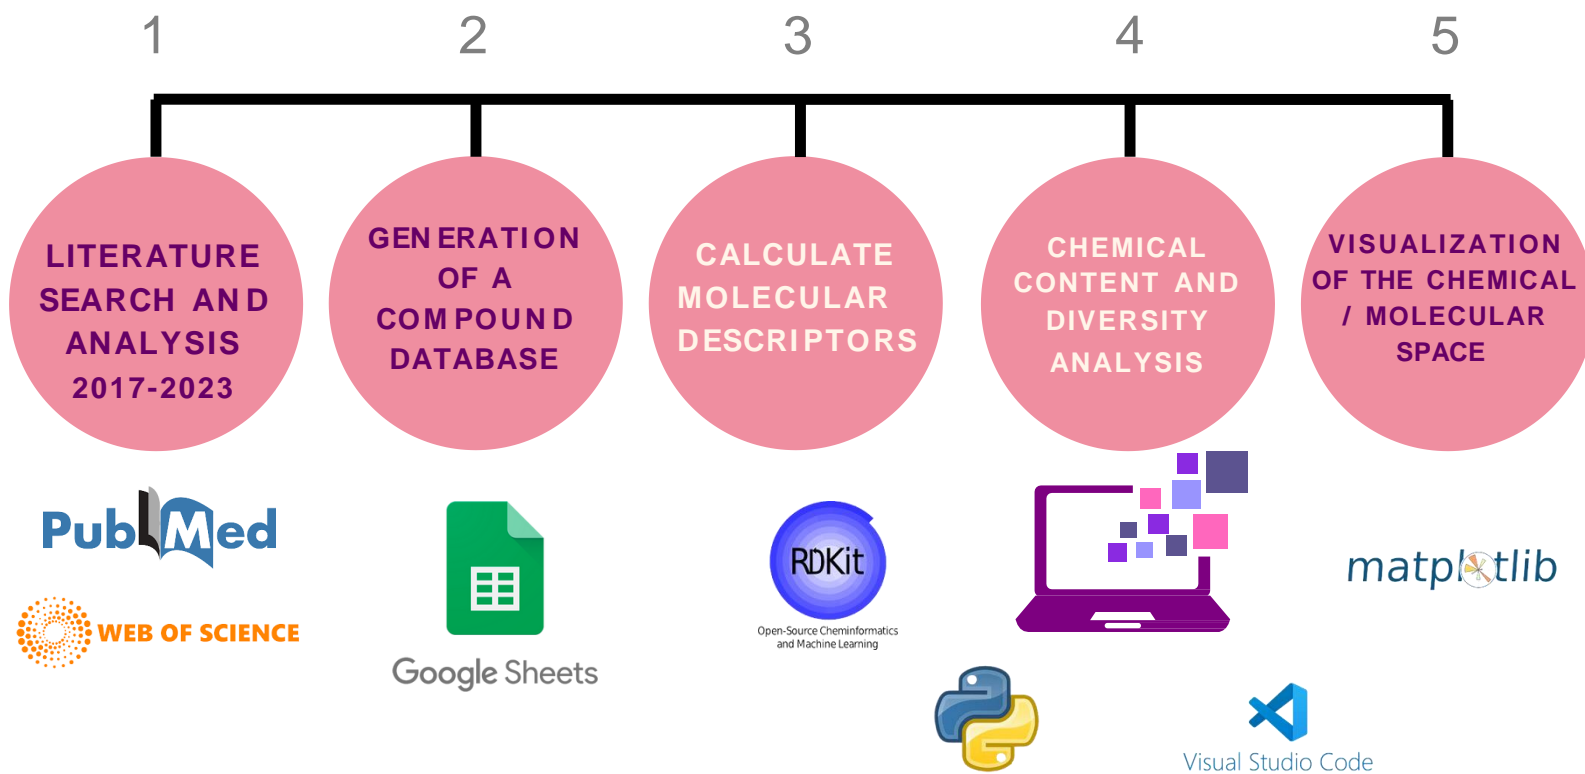 1
2
3
4
5
LITERATURE
SEARCH AND
ANALYSIS
2017-2023
GENERATION
OF A
COMPOUND
DATABASE
CALCULATE
MOLECULAR
DESCRIPTORS
CHEMICAL
CONTENT AND
DIVERSITY
ANALYSIS
VISUALIZATION
OF THE CHEMICAL
/ MOLECULAR
SPACE
PubMed
WEB OF SCIENCE
Google Sheets
RDKit
Open-Source Cheminformatics
and Machine Learning
matplotlib
Visual Studio Code